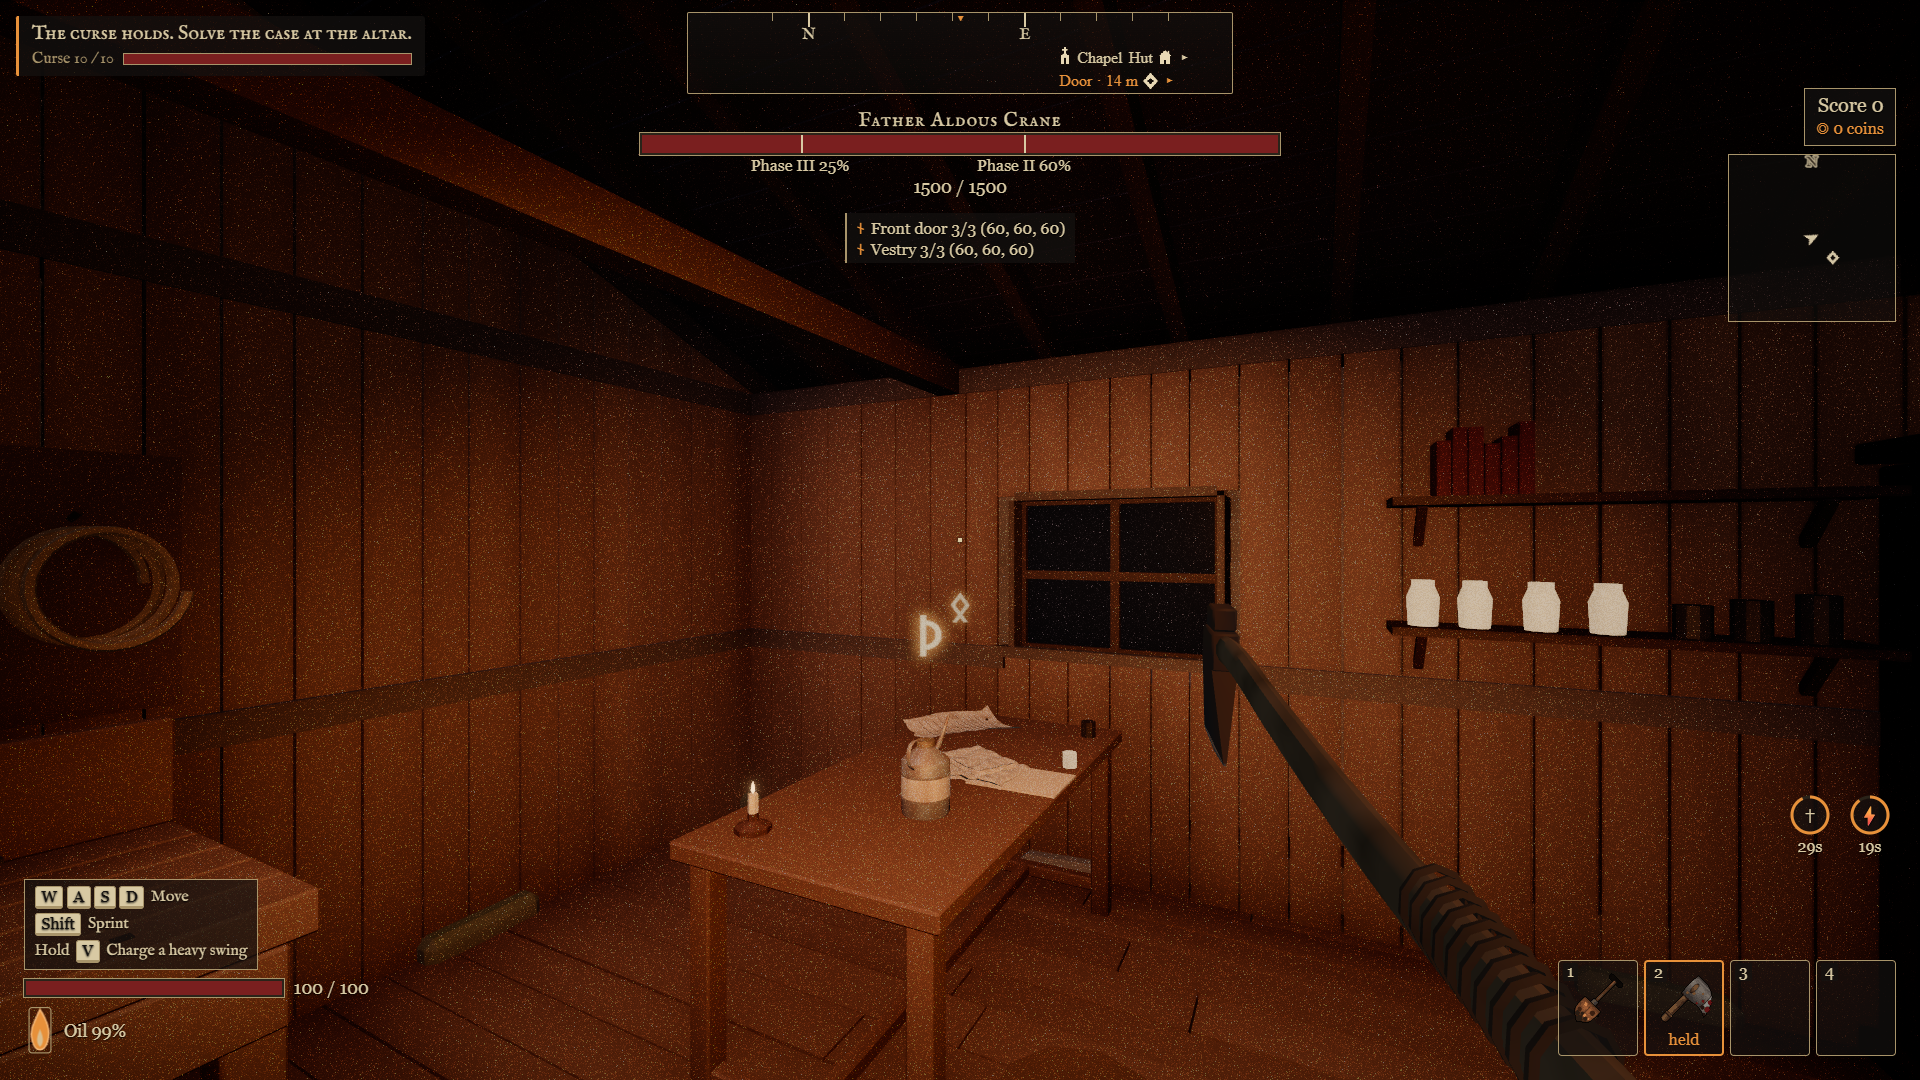 The curse holds. Solve the case at the altar.
Curse 10/10
N E
Chapel Hut
Door · 14 m
Father Aldous Crane
Phase III 25% Phase II 60%
1500 / 1500
Front door 3/3 (60, 60, 60)
Vestry 3/3 (60, 60, 60)
Score 0
0 coins
N
ᚦ ᛟ
29s 19s
W A S D Move
Shift Sprint
Hold V Charge a heavy swing
100 / 100
Oil 99%
1 2 3 4
held